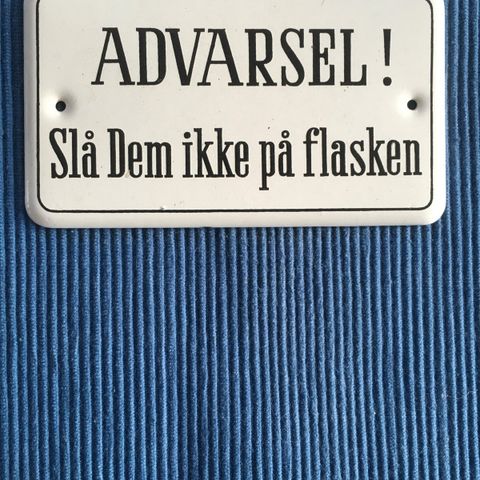 ADVARSEL!
Slå Dem ikke på flasken